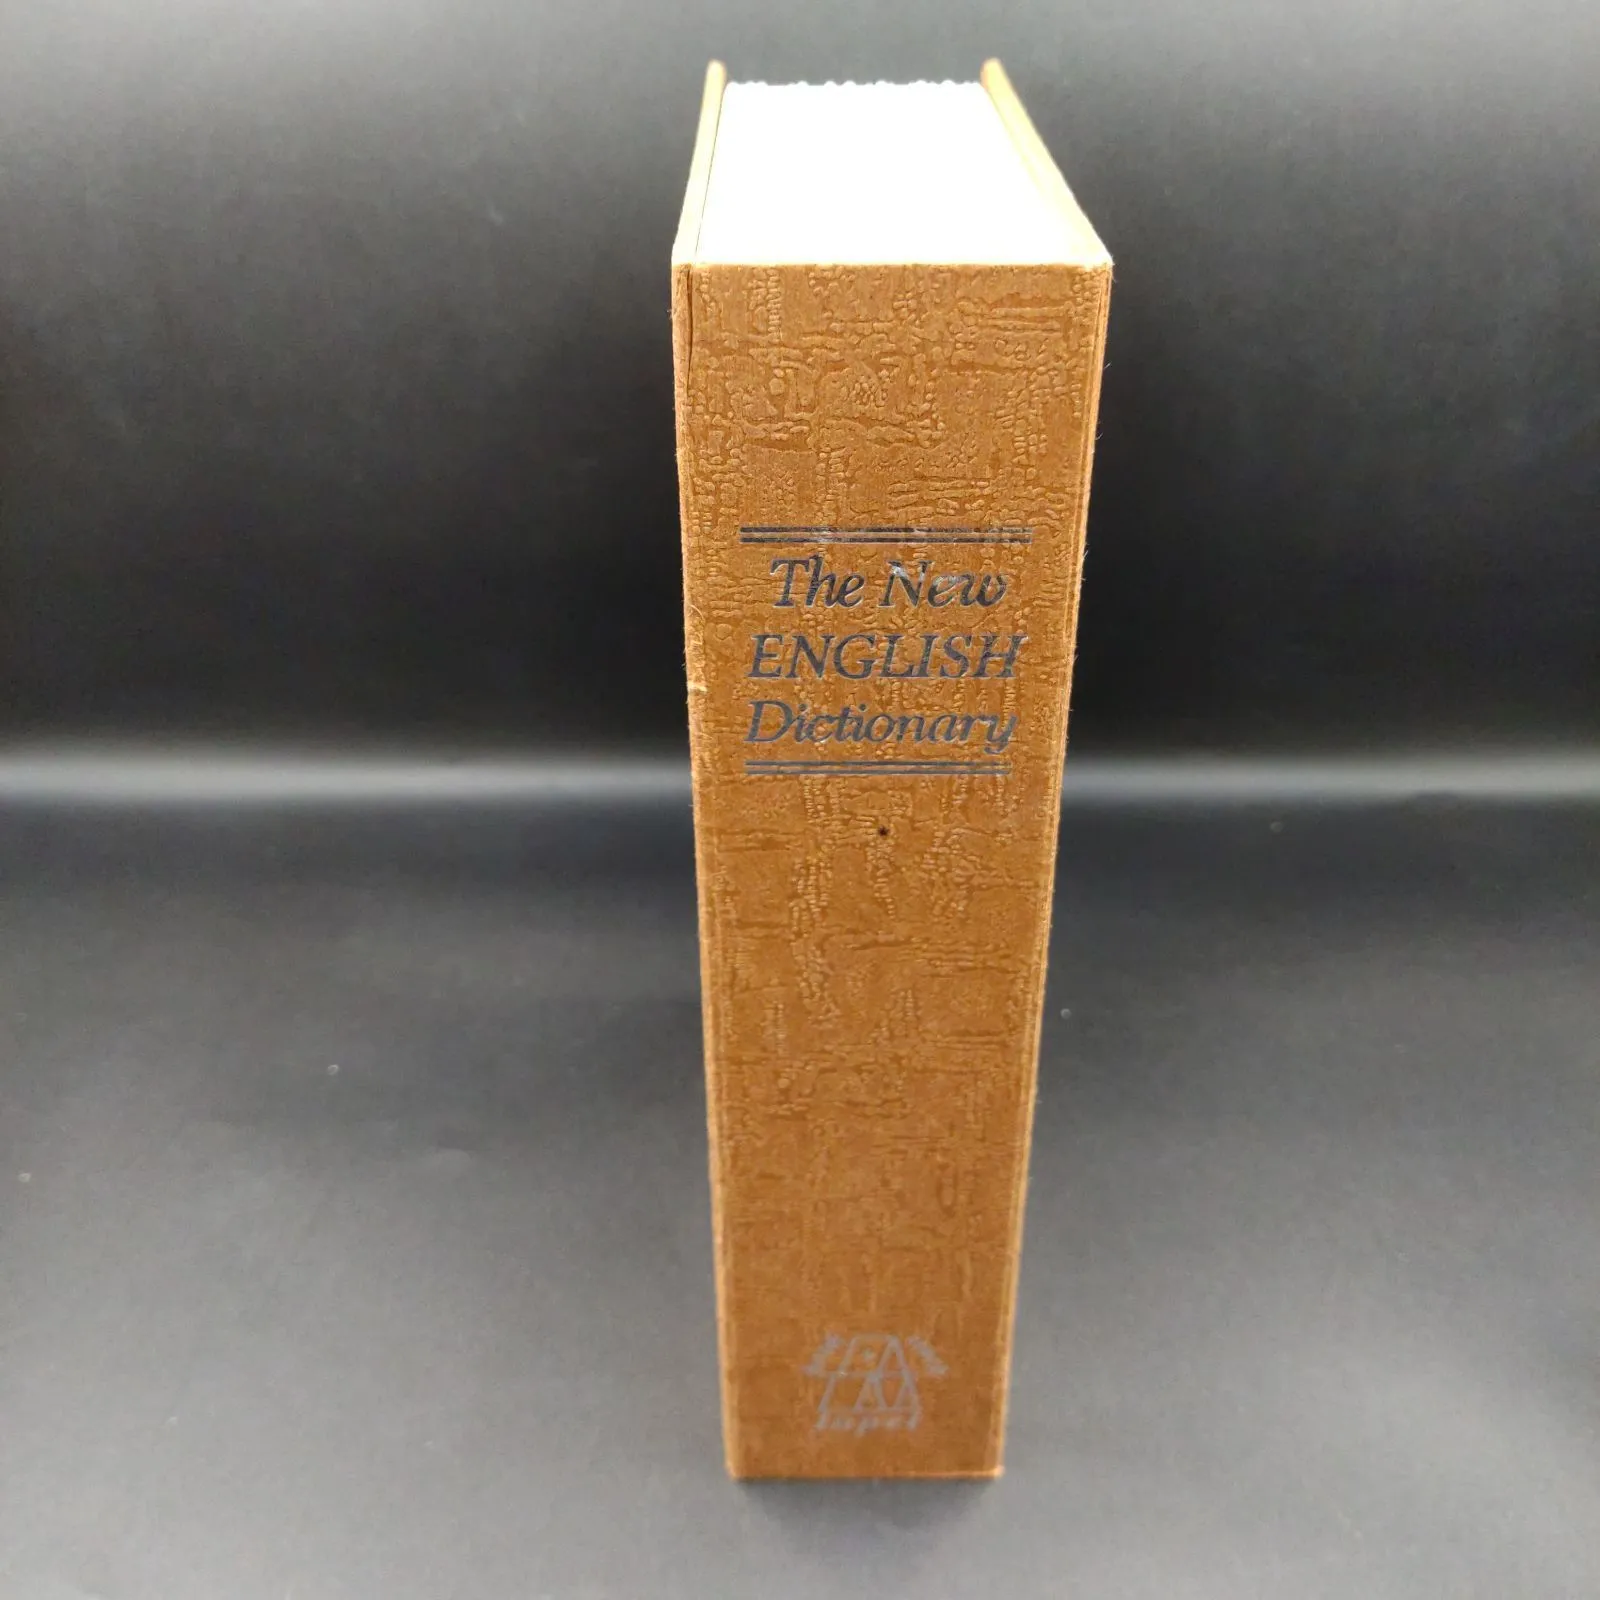 The New
ENGLISH
Dictionary